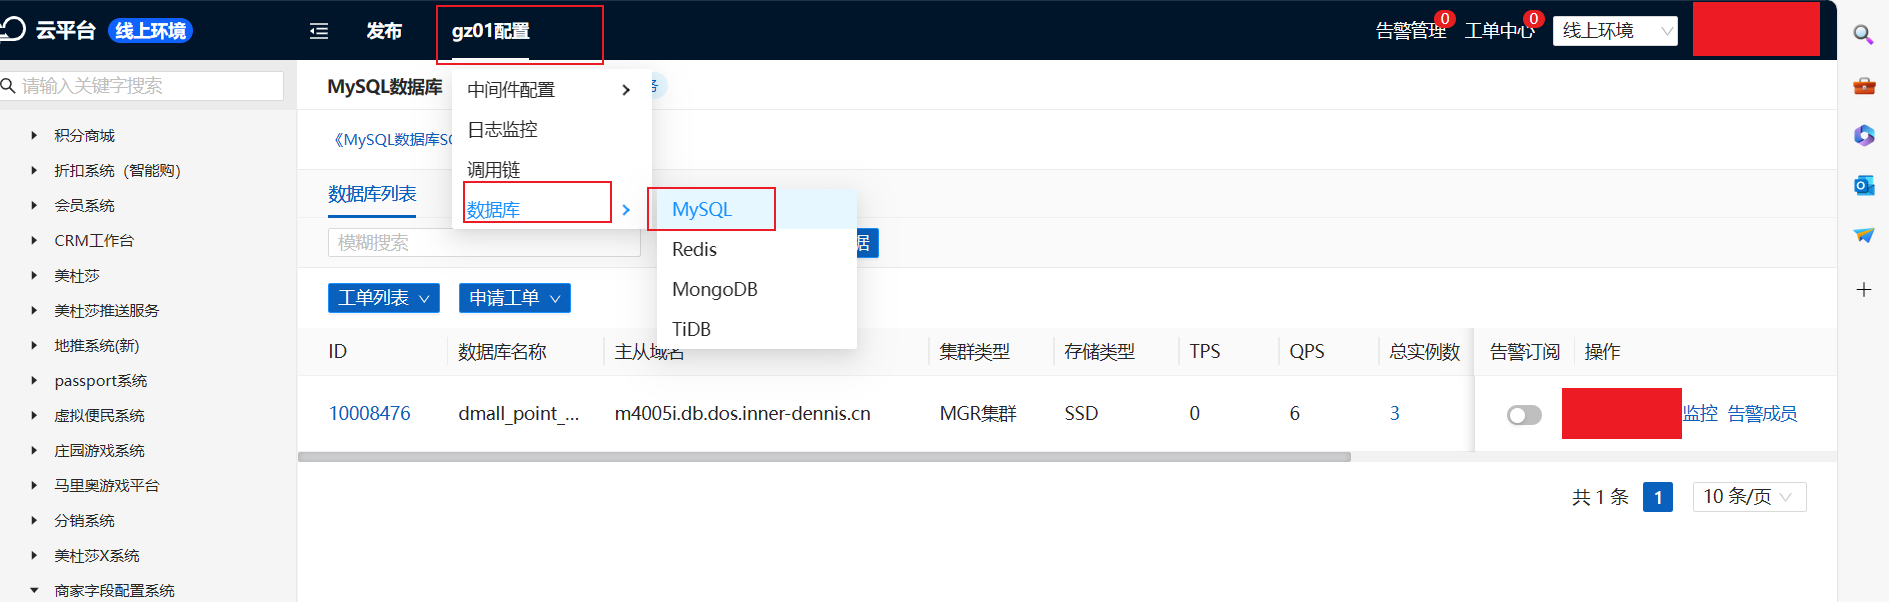 云平台 线上环境 发布 gz01配置 告警管理 0 工单中心 0 线上环境
请输入关键字搜索
积分商城
折扣系统（智能购）
会员系统
CRM工作台
美杜莎
美杜莎推送服务
地推系统(新)
passport系统
虚拟便民系统
庄园游戏系统
马里奥游戏平台
分销系统
美杜莎X系统
商家字段配置系统
MySQL数据库
《MySQL数据库SO
数据库列表
模糊搜索
中间件配置
日志监控
调用链
数据库
MySQL
Redis
MongoDB
TiDB
工单列表 申请工单
ID 数据库名称 主从域名 集群类型 存储类型 TPS QPS 总实例数 告警订阅 操作
10008476 dmall_point_... m4005i.db.dos.inner-dennis.cn MGR集群 SSD 0 6 3 监控 告警成员
共 1 条 1 10 条/页